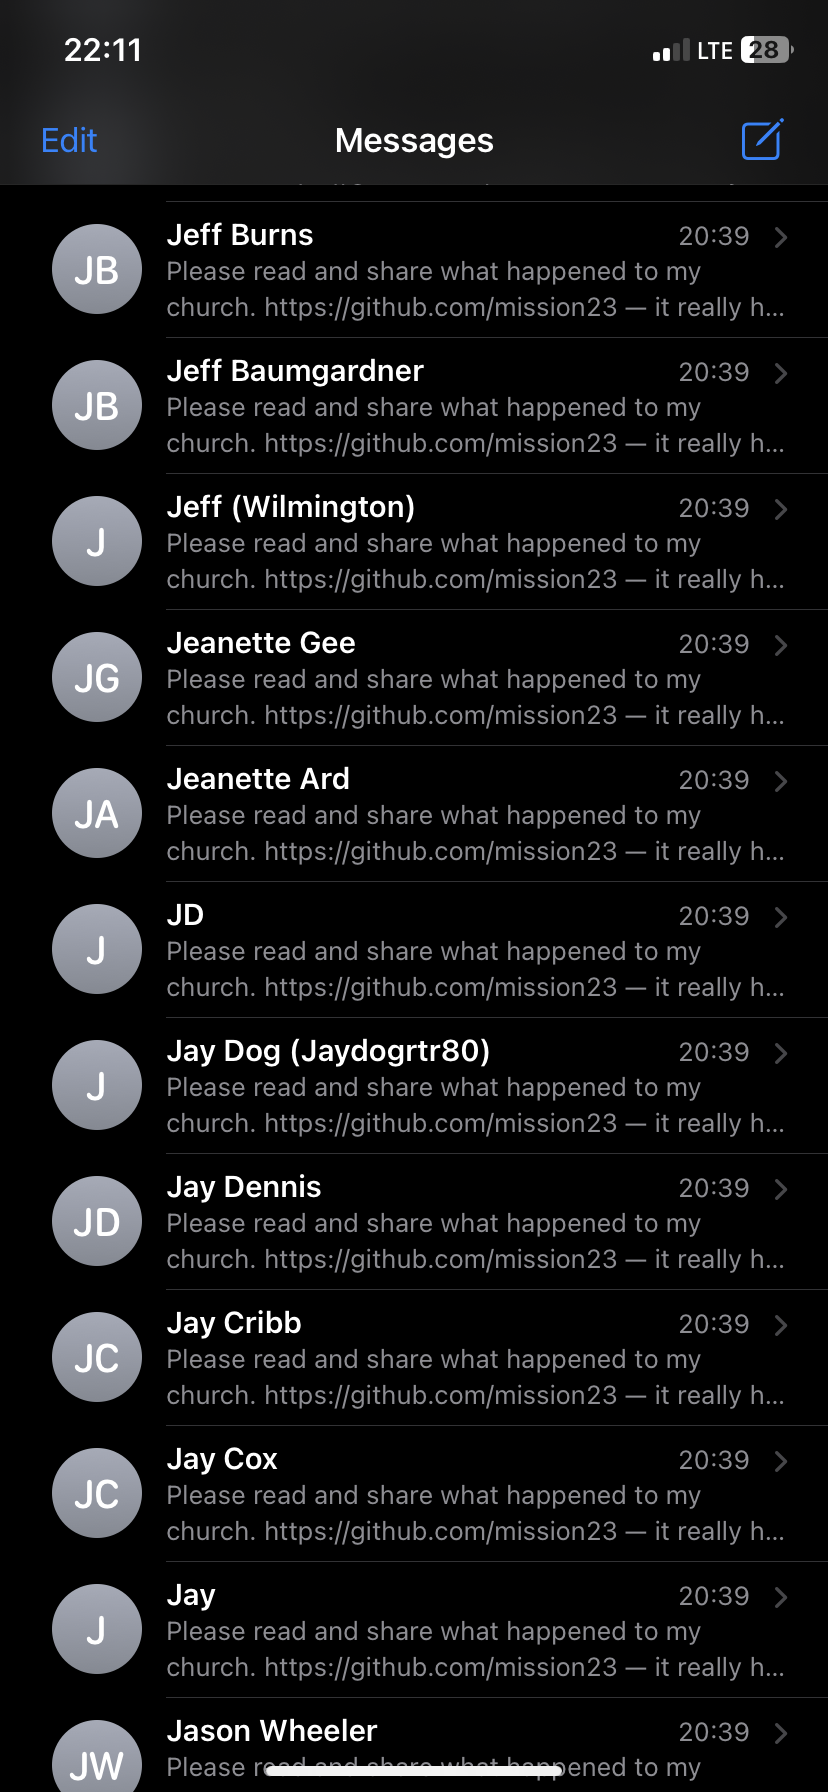 22:11
LTE 28
Edit
Messages
Jeff Burns 20:39
Please read and share what happened to my
church. https://github.com/mission23 — it really h...
Jeff Baumgardner 20:39
Please read and share what happened to my
church. https://github.com/mission23 — it really h...
Jeff (Wilmington) 20:39
Please read and share what happened to my
church. https://github.com/mission23 — it really h...
Jeanette Gee 20:39
Please read and share what happened to my
church. https://github.com/mission23 — it really h...
Jeanette Ard 20:39
Please read and share what happened to my
church. https://github.com/mission23 — it really h...
JD 20:39
Please read and share what happened to my
church. https://github.com/mission23 — it really h...
Jay Dog (Jaydogrtr80) 20:39
Please read and share what happened to my
church. https://github.com/mission23 — it really h...
Jay Dennis 20:39
Please read and share what happened to my
church. https://github.com/mission23 — it really h...
Jay Cribb 20:39
Please read and share what happened to my
church. https://github.com/mission23 — it really h...
Jay Cox 20:39
Please read and share what happened to my
church. https://github.com/mission23 — it really h...
Jay 20:39
Please read and share what happened to my
church. https://github.com/mission23 — it really h...
Jason Wheeler 20:39
Please read and share what happened to my
JB
JB
J
JG
JA
J
J
JD
JC
JC
J
JW